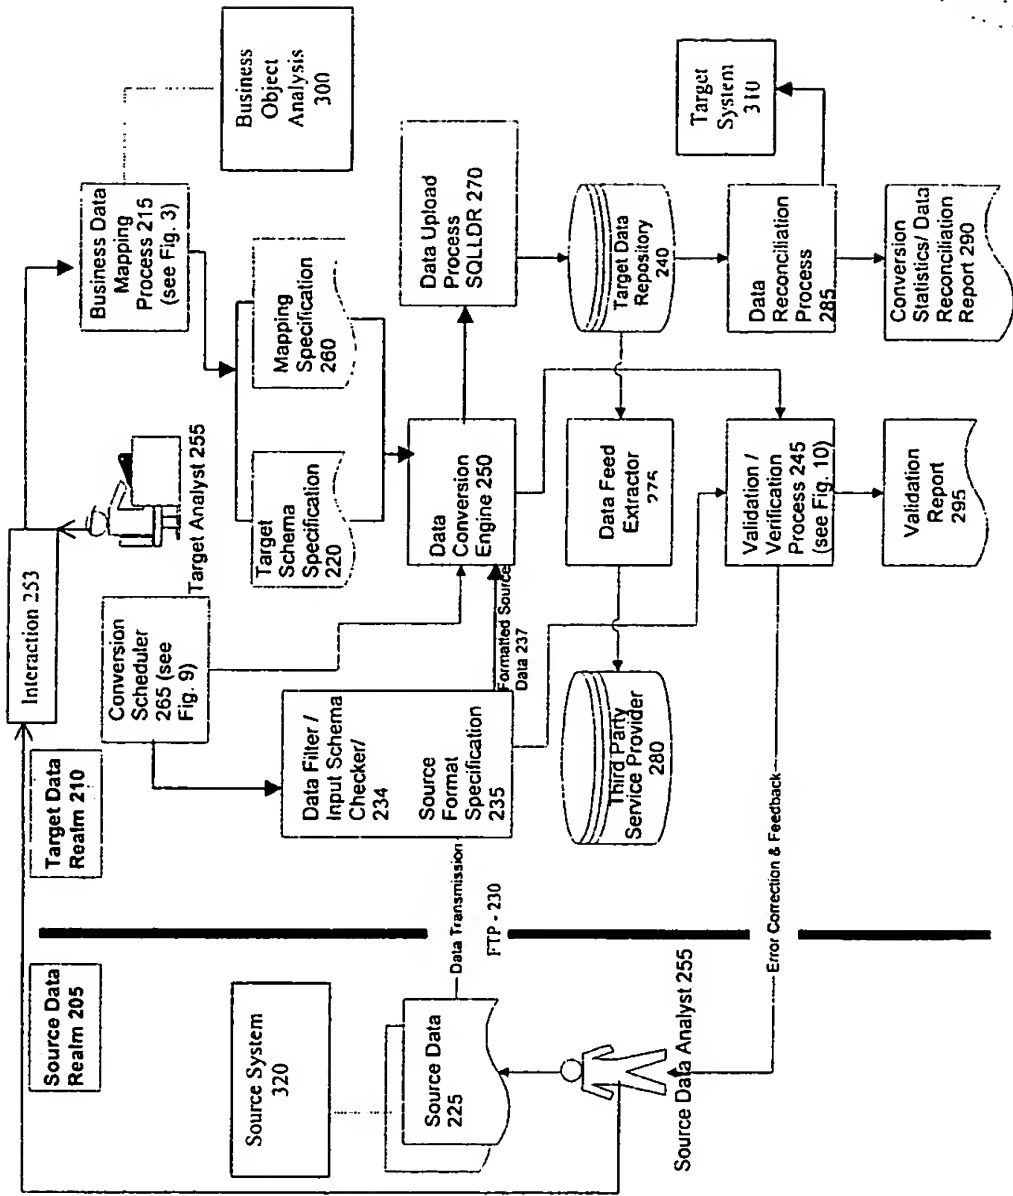 Source Data
Realm 205
Target Data
Realm 210
Interaction 253
Source System
320
Source Data
225
Source Data Analyst 255
Data Transmission
FTP - 230
Error Correction & Feedback
Conversion
Scheduler
265 (see
Fig. 9)
Target Analyst 255
Business Data
Mapping
Process 215
(see Fig. 3)
Business
Object
Analysis
300
Data Filter /
Input Schema
Checker/
234
Source
Format
Specification
235
Formatted Source
Data 237
Target
Schema
Specification
220
Mapping
Specification
260
Data
Conversion
Engine 250
Data Upload
Process
SQLLDR 270
Third Party
Service Provider
280
Data Feed
Extractor
275
Target Data
Repository
240
Target
System
310
Validation /
Verification
Process 245
(see Fig. 10)
Data
Reconciliation
Process
285
Validation
Report
295
Conversion
Statistics/ Data
Reconciliation
Report 290